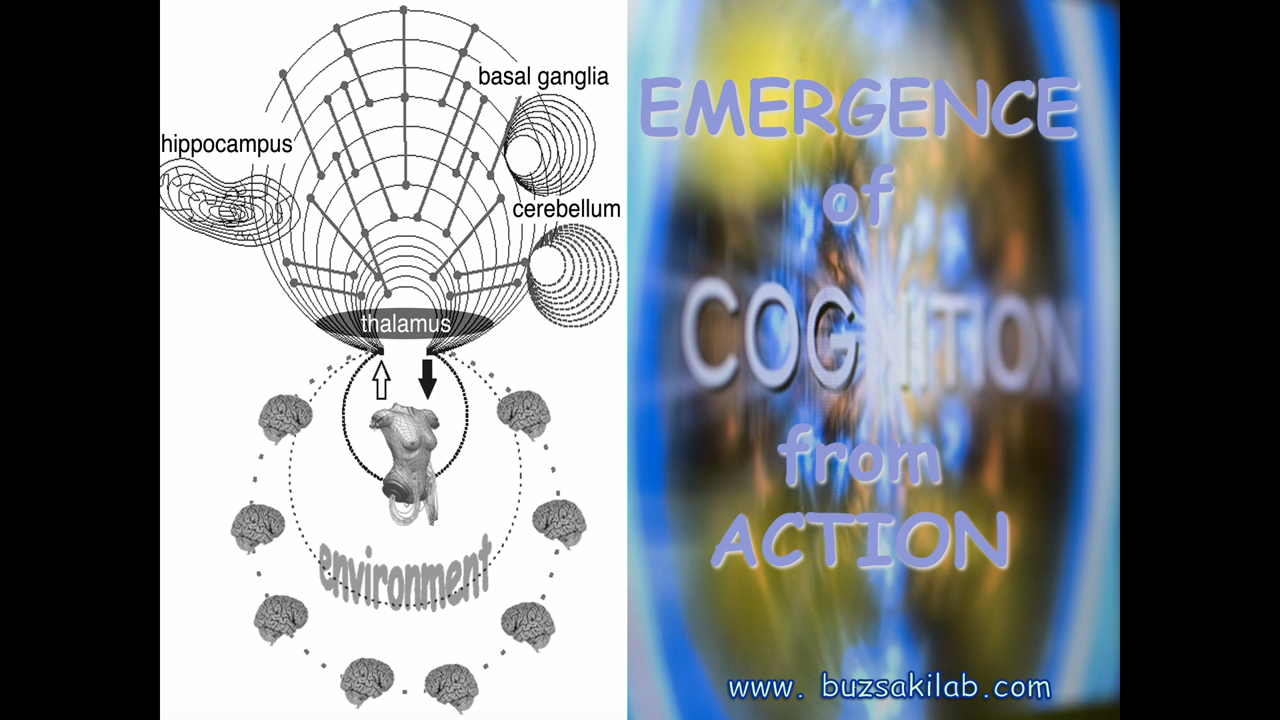 basal ganglia
hippocampus
cerebellum
thalamus
environment
EMERGENCE
of
COGNITION
from
ACTION
www. buzsakilab.com